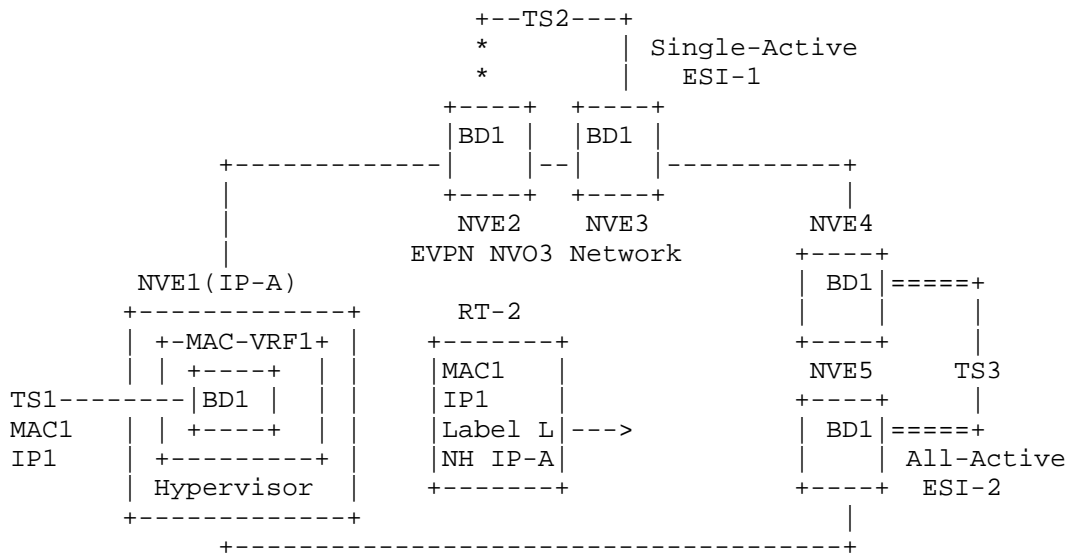 +--TS2---+
* | Single-Active
* | ESI-1
+----+ +----+
|BD1 | |BD1 |
+-------------| |--| |-----------+
| +----+ +----+ |
| NVE2 NVE3 NVE4
| EVPN NVO3 Network +----+
NVE1(IP-A) | BD1|=====+
+-------------+ RT-2 | | |
| +-MAC-VRF1+ | +-------+ +----+ |
| | +----+ | | |MAC1 | NVE5 TS3
TS1--------|BD1 | | | |IP1 | +----+ |
MAC1 | | +----+ | | |Label L|---> | BD1|=====+
IP1 | +---------+ | |NH IP-A| | | All-Active
| Hypervisor | +-------+ +----+ ESI-2
+-------------+ |
+--------------------------------------+